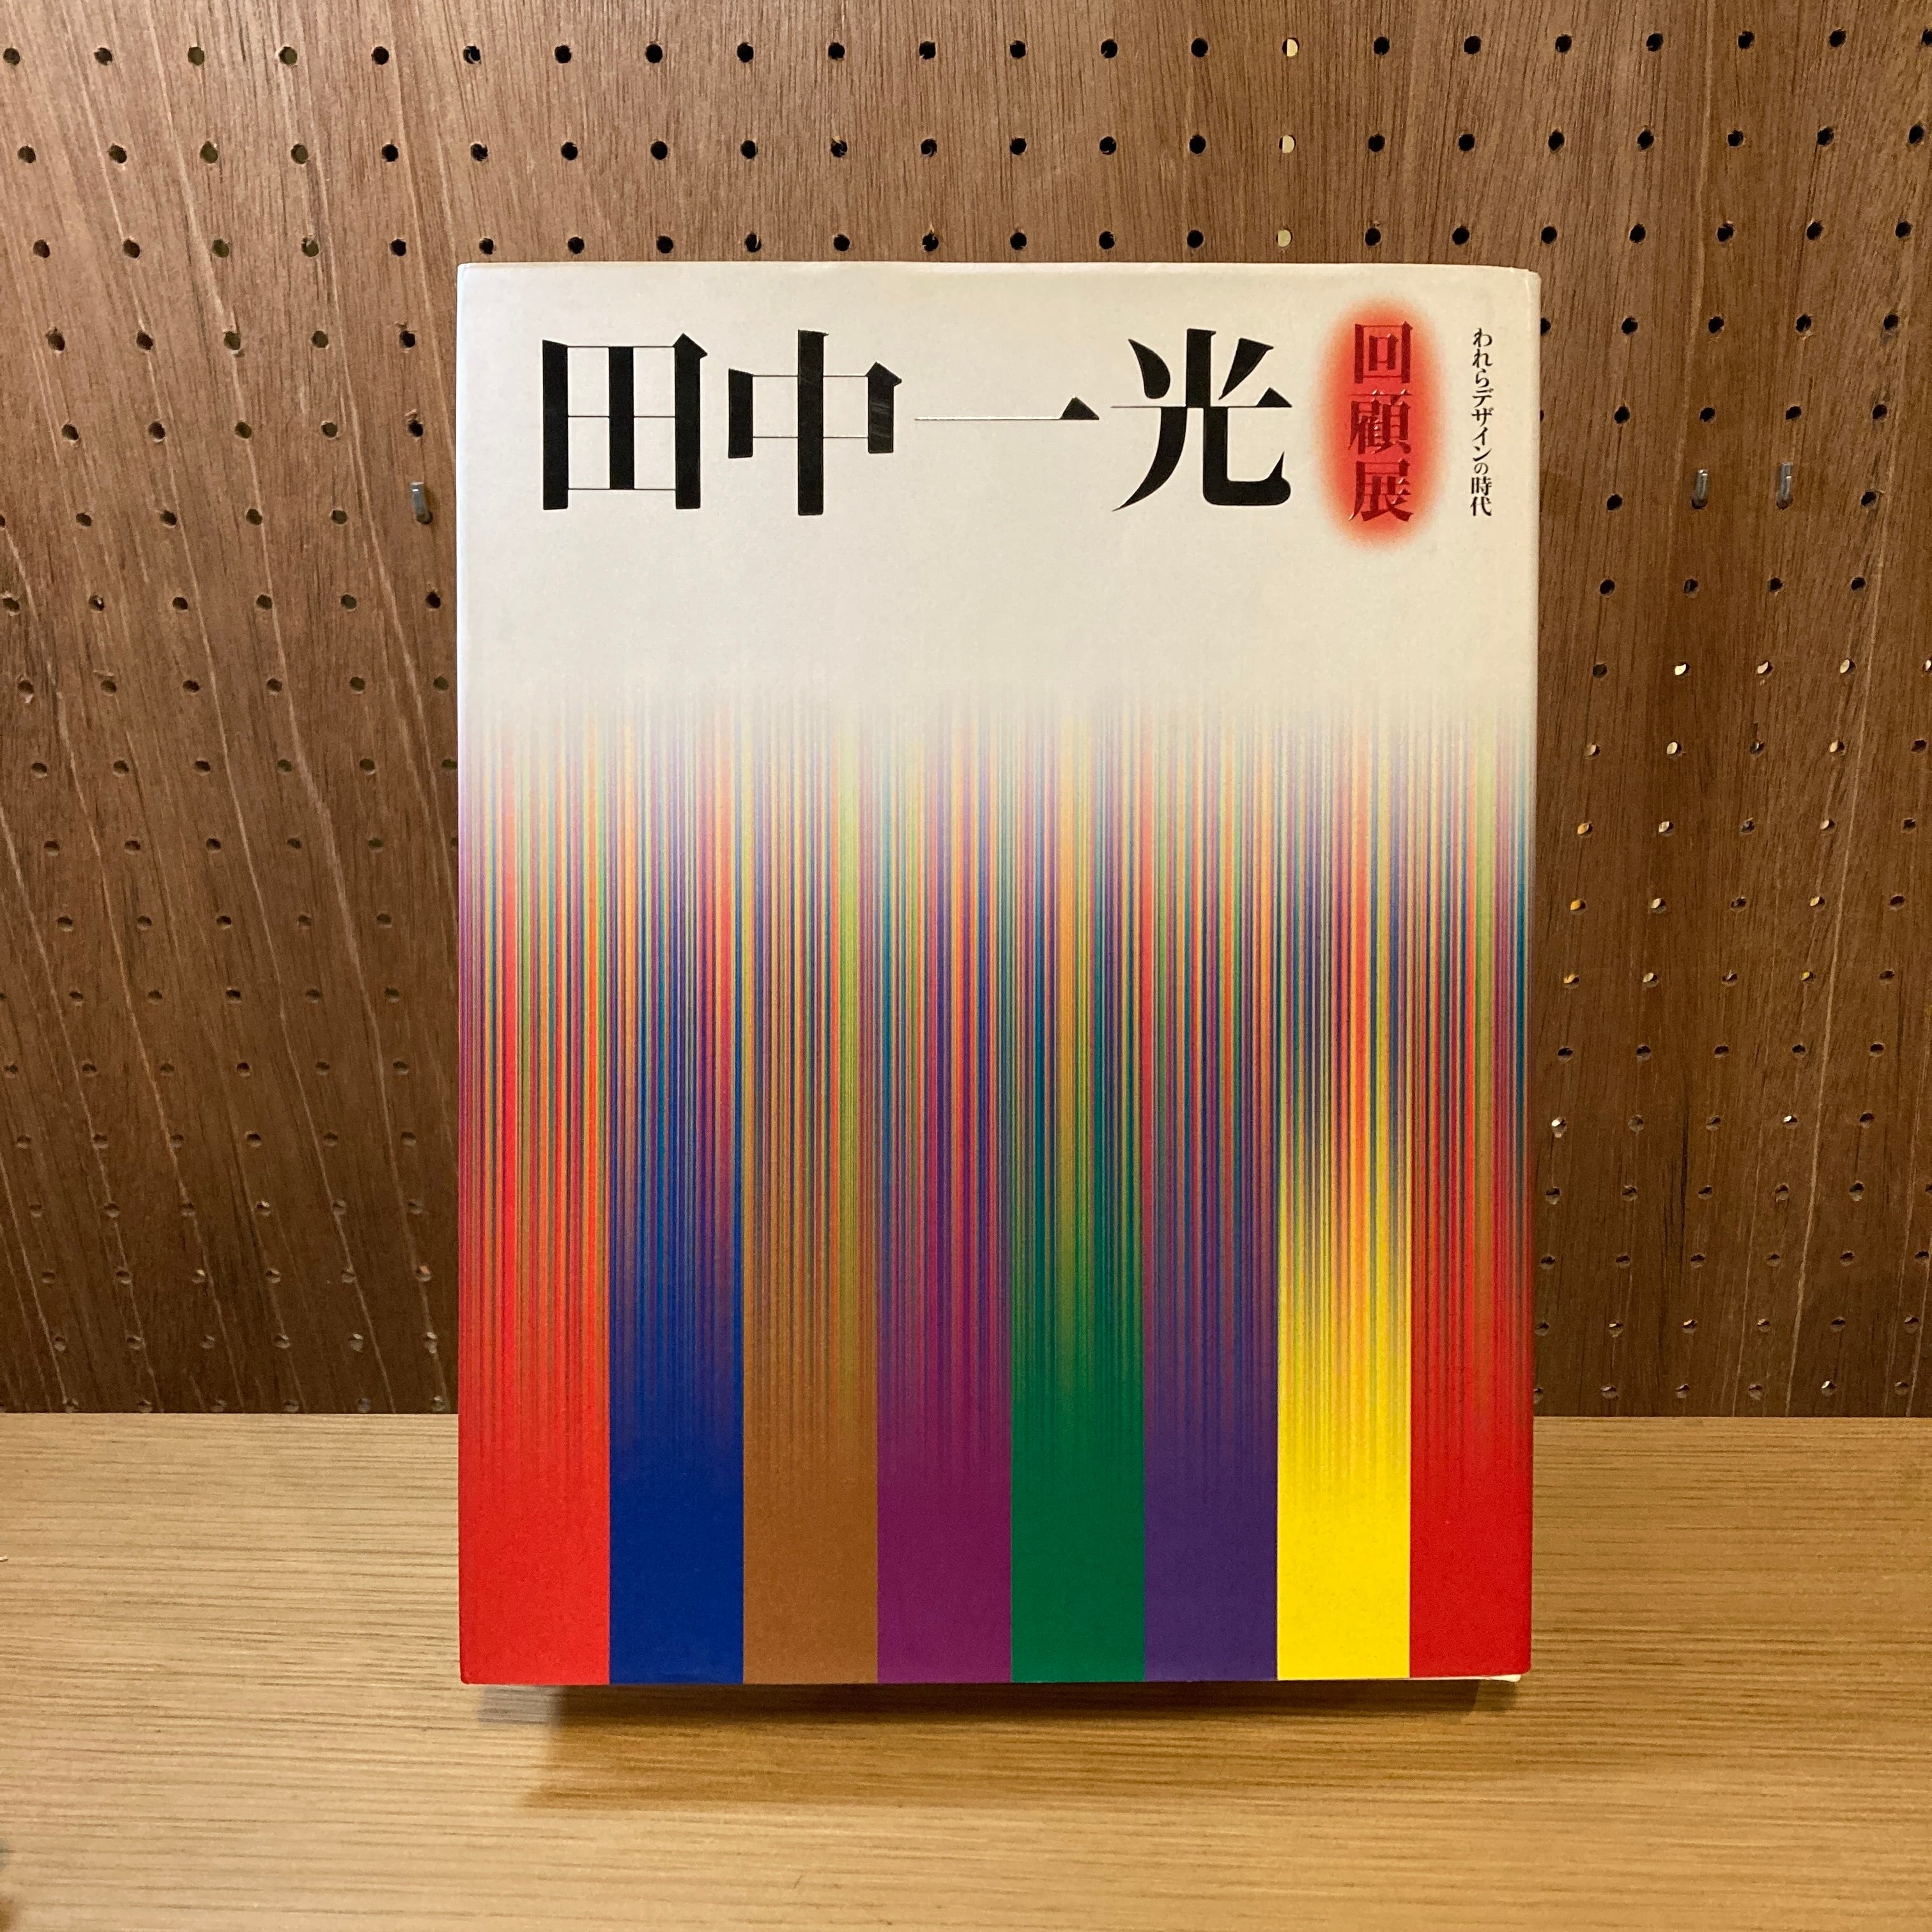 田中一光
回顧展
われらデザインの時代